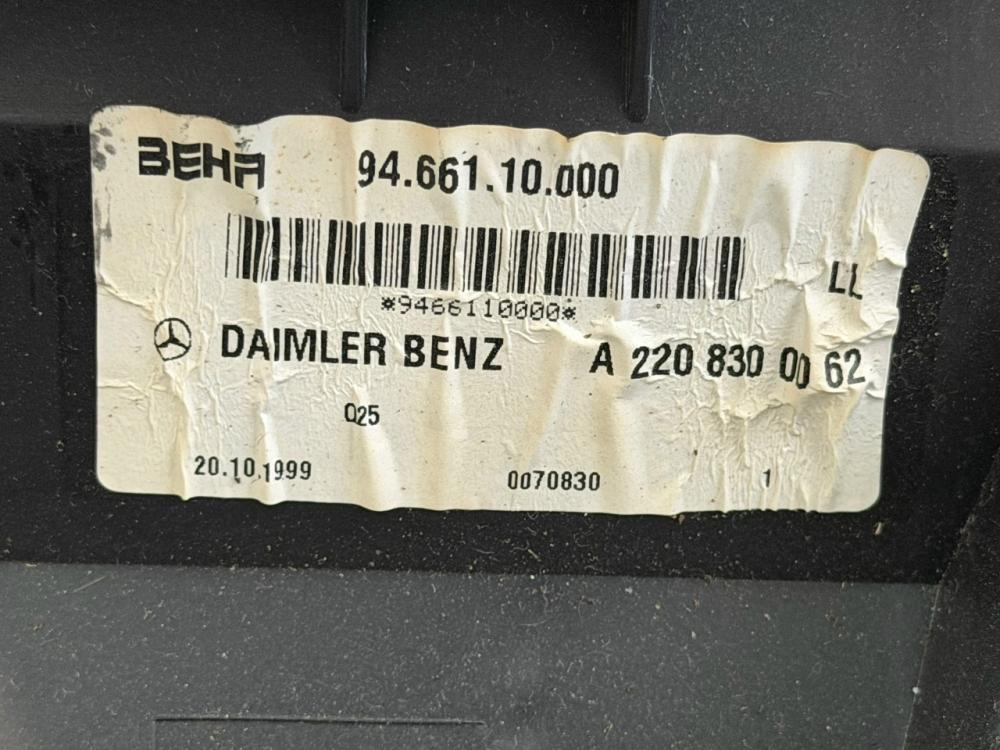 BEHR 94.661.10.000
LL
*9466110000*
DAIMLER BENZ A 220 830 00 62
Q25
20.10.1999 0070830 1